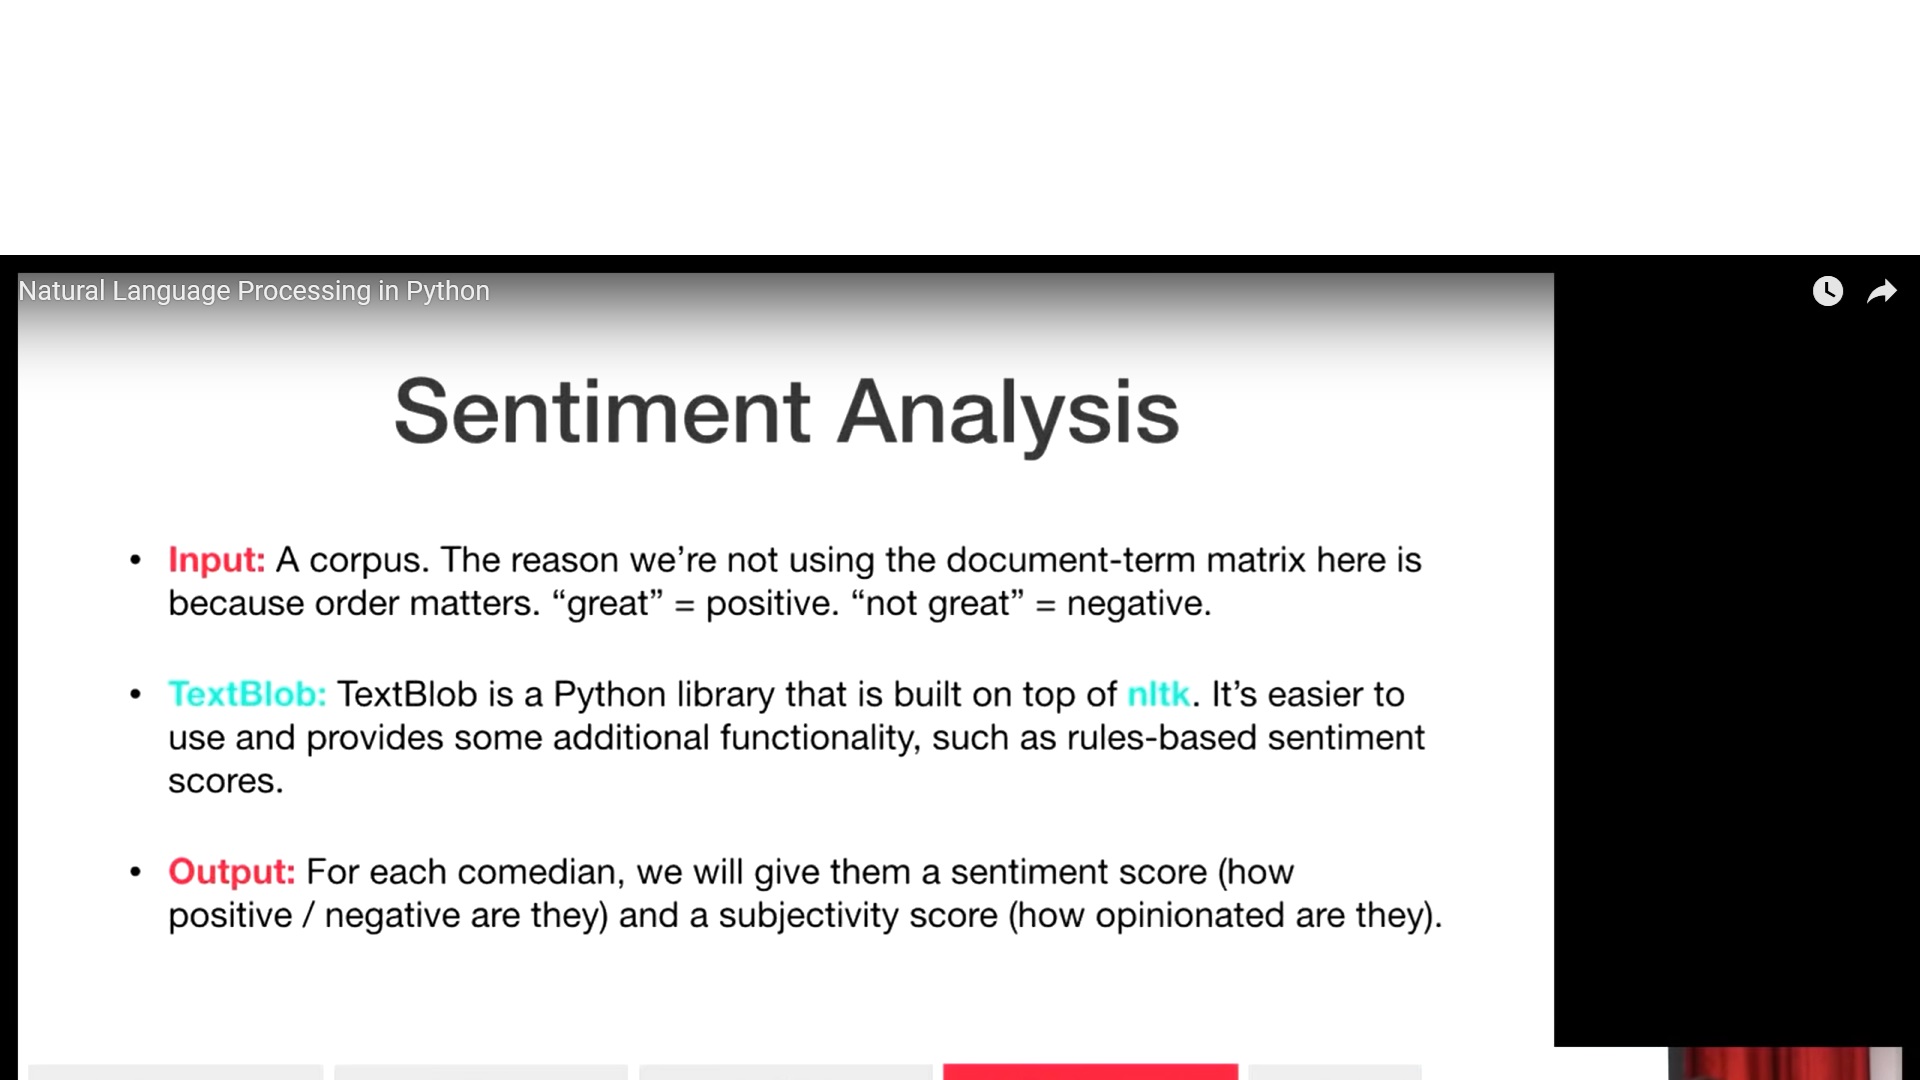 Natural Language Processing in Python
Sentiment Analysis
• Input: A corpus. The reason we’re not using the document-term matrix here is
because order matters. “great” = positive. “not great” = negative.
• TextBlob: TextBlob is a Python library that is built on top of nltk. It’s easier to
use and provides some additional functionality, such as rules-based sentiment
scores.
• Output: For each comedian, we will give them a sentiment score (how
positive / negative are they) and a subjectivity score (how opinionated are they).